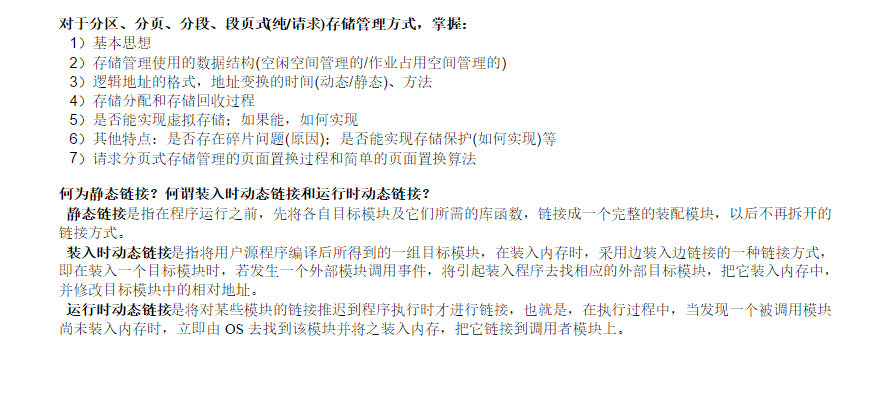 对于分区、分页、分段、段页式(纯/请求)存储管理方式，掌握：
1）基本思想
2）存储管理使用的数据结构(空闲空间管理的/作业占用空间管理的)
3）逻辑地址的格式，地址变换的时间(动态/静态)、方法
4）存储分配和存储回收过程
5）是否能实现虚拟存储；如果能，如何实现
6）其他特点：是否存在碎片问题(原因)；是否能实现存储保护(如何实现)等
7）请求分页式存储管理的页面置换过程和简单的页面置换算法
何为静态链接？何谓装入时动态链接和运行时动态链接？
静态链接是指在程序运行之前，先将各自目标模块及它们所需的库函数，链接成一个完整的装配模块，以后不再拆开的
链接方式。
装入时动态链接是指将用户源程序编译后所得到的一组目标模块，在装入内存时，采用边装入边链接的一种链接方式，
即在装入一个目标模块时，若发生一个外部模块调用事件，将引起装入程序去找相应的外部目标模块，把它装入内存中，
并修改目标模块中的相对地址。
运行时动态链接是将对某些模块的链接推迟到程序执行时才进行链接，也就是，在执行过程中，当发现一个被调用模块
尚未装入内存时，立即由 OS 去找到该模块并将之装入内存，把它链接到调用者模块上。